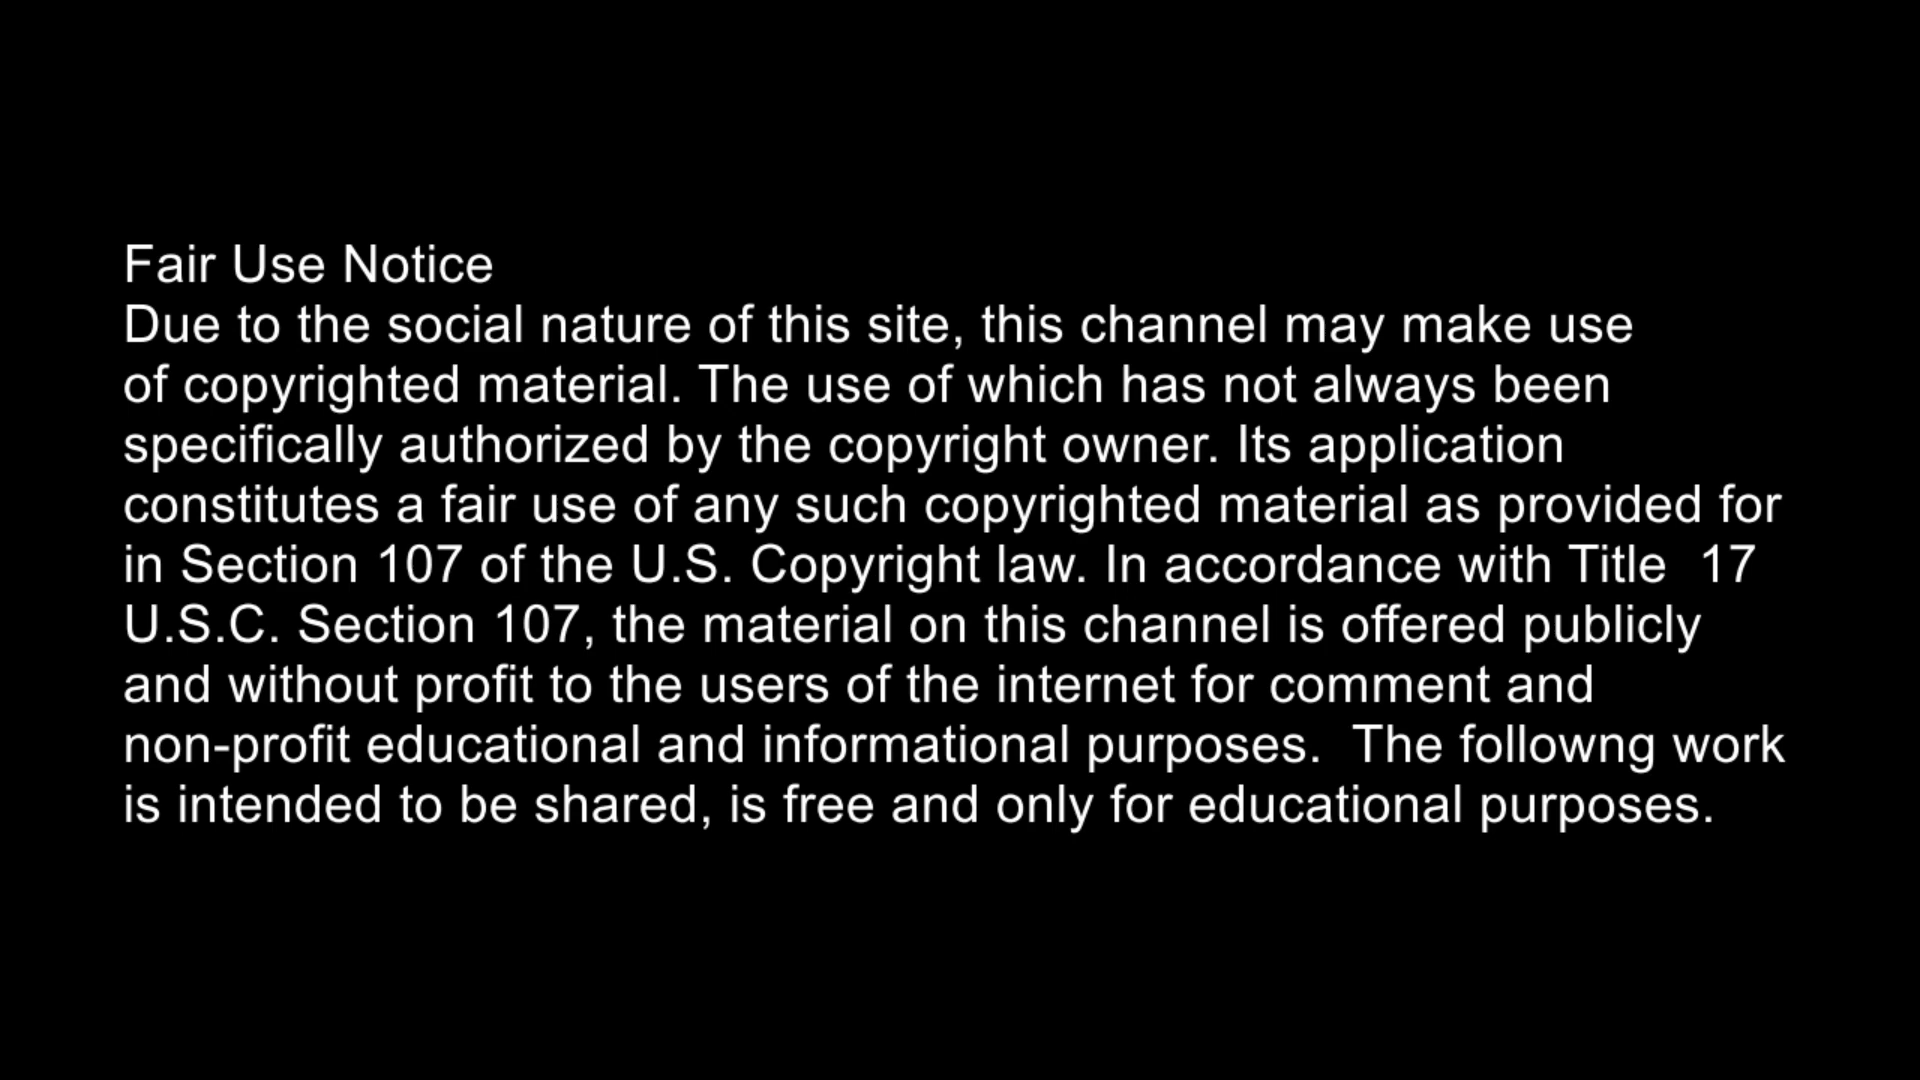 Fair Use Notice
Due to the social nature of this site, this channel may make use
of copyrighted material. The use of which has not always been
specifically authorized by the copyright owner. Its application
constitutes a fair use of any such copyrighted material as provided for
in Section 107 of the U.S. Copyright law. In accordance with Title  17
U.S.C. Section 107, the material on this channel is offered publicly
and without profit to the users of the internet for comment and
non-profit educational and informational purposes.  The followng work
is intended to be shared, is free and only for educational purposes.